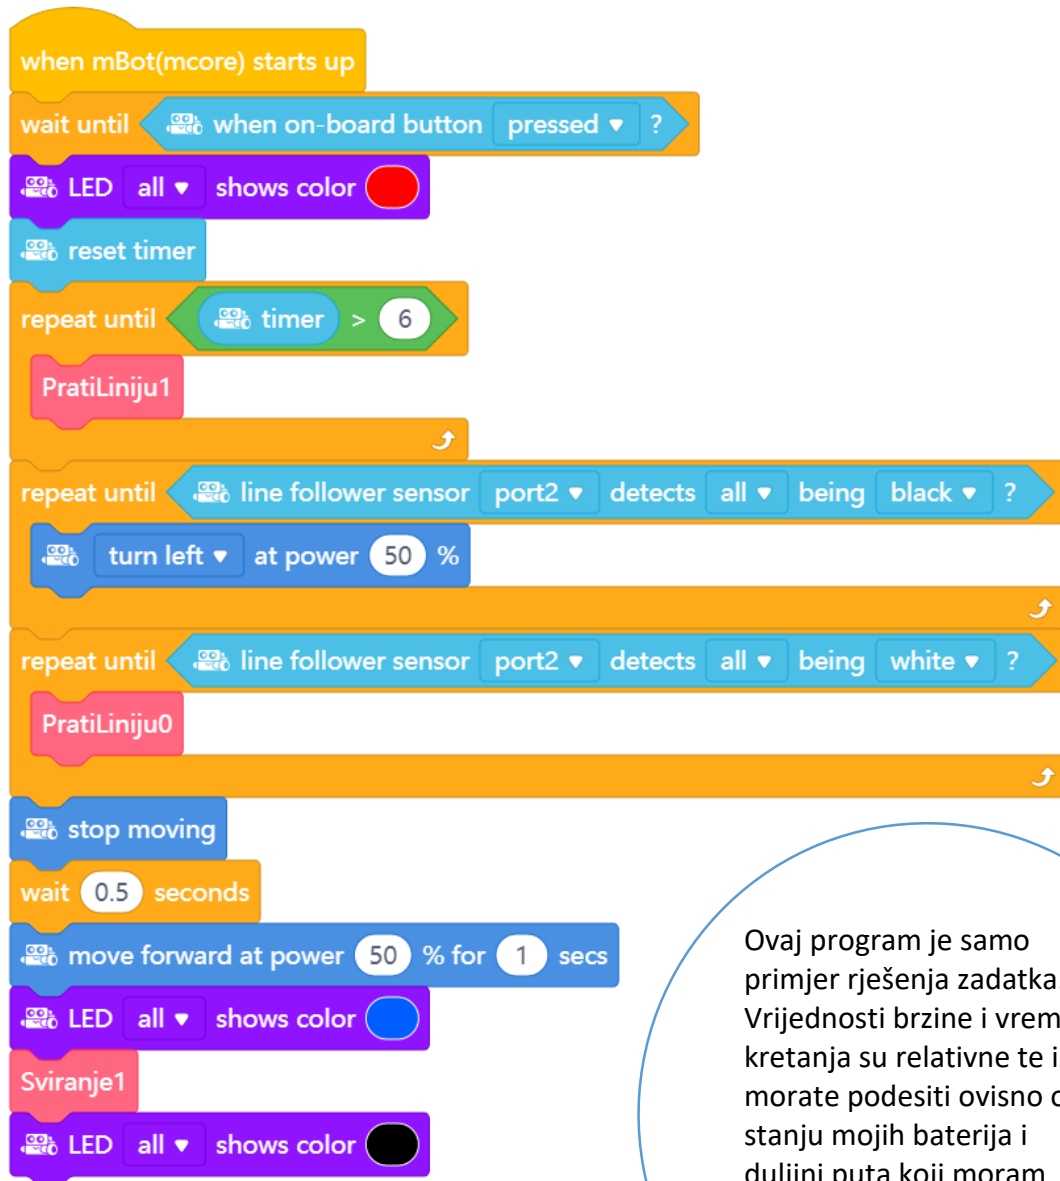 when mBot(mcore) starts up
wait until when on-board button pressed ?
LED all shows color
reset timer
repeat until timer > 6
PratiLiniju1
repeat until line follower sensor port2 detects all being black ?
turn left at power 50 %
repeat until line follower sensor port2 detects all being white ?
PratiLiniju0
stop moving
wait 0.5 seconds
move forward at power 50 % for 1 secs
LED all shows color
Sviranje1
LED all shows color
Ovaj program je samo
primjer rješenja zadatka
Vrijednosti brzine i vrem
kretanja su relativne te i
morate podesiti ovisno o
stanju mojih baterija i
duljini puta koji moram